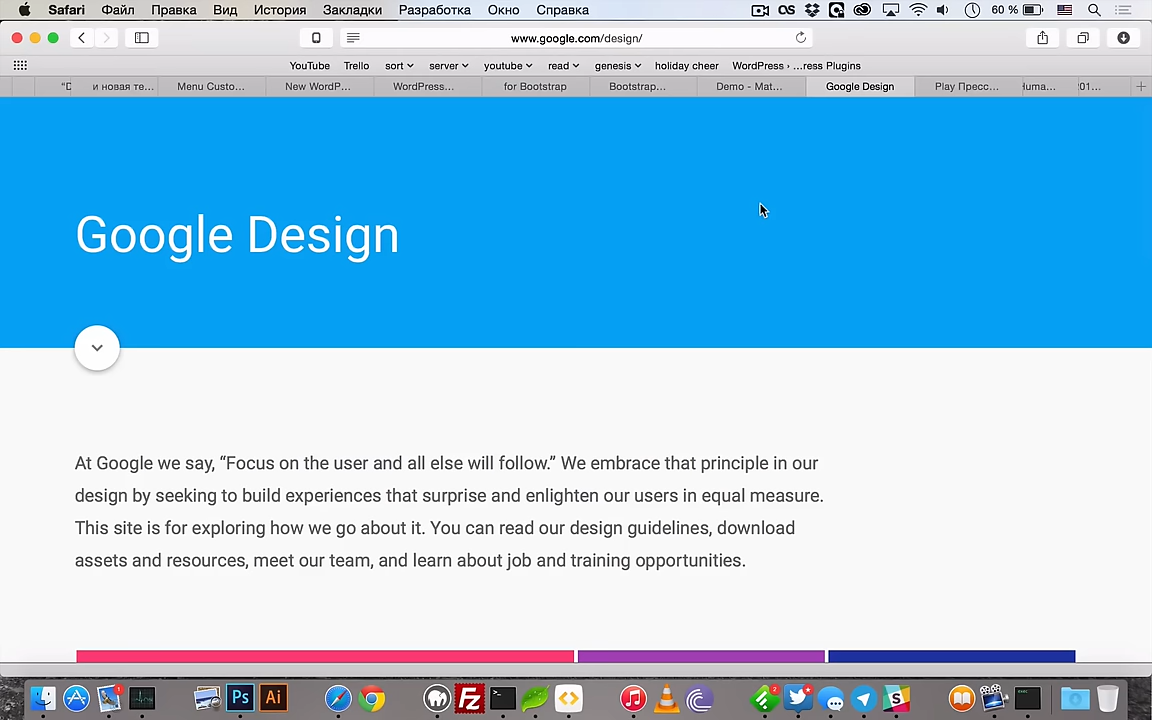 Safari Файл Правка Вид История Закладки Разработка Окно Справка 60 %
www.google.com/design/
YouTube Trello sort server youtube read genesis holiday cheer WordPress › ...ress Plugins
и новая те... Menu Custo... New WordP... WordPress... for Bootstrap Bootstrap... Demo - Mat... Google Design Play Пресс... 01...
Google Design
At Google we say, “Focus on the user and all else will follow.” We embrace that principle in our
design by seeking to build experiences that surprise and enlighten our users in equal measure.
This site is for exploring how we go about it. You can read our design guidelines, download
assets and resources, meet our team, and learn about job and training opportunities.
Ps Ai Fz